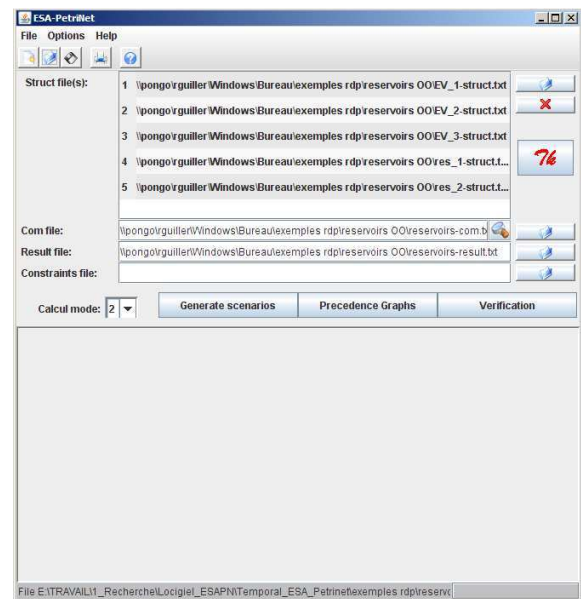 ESA-PetriNet
File Options Help
Struct file(s):
1 \\pongo\rguiller\Windows\Bureau\exemples rdp\reservoirs OO\EV_1-struct.txt
2 \\pongo\rguiller\Windows\Bureau\exemples rdp\reservoirs OO\EV_2-struct.txt
3 \\pongo\rguiller\Windows\Bureau\exemples rdp\reservoirs OO\EV_3-struct.txt
4 \\pongo\rguiller\Windows\Bureau\exemples rdp\reservoirs OO\res_1-struct.t...
5 \\pongo\rguiller\Windows\Bureau\exemples rdp\reservoirs OO\res_2-struct.t...
Th
Com file: \\pongo\rguiller\Windows\Bureau\exemples rdp\reservoirs OO\reservoirs-com.t
Result file: \\pongo\rguiller\Windows\Bureau\exemples rdp\reservoirs OO\reservoirs-result.txt
Constraints file:
Calcul mode: 2 Generate scenarios Precedence Graphs Verification
File E:\TRAVAIL\1_Recherche\Locigiel_ESAPN\Temporal_ESA_Petrinet\exemples rdp\reserv